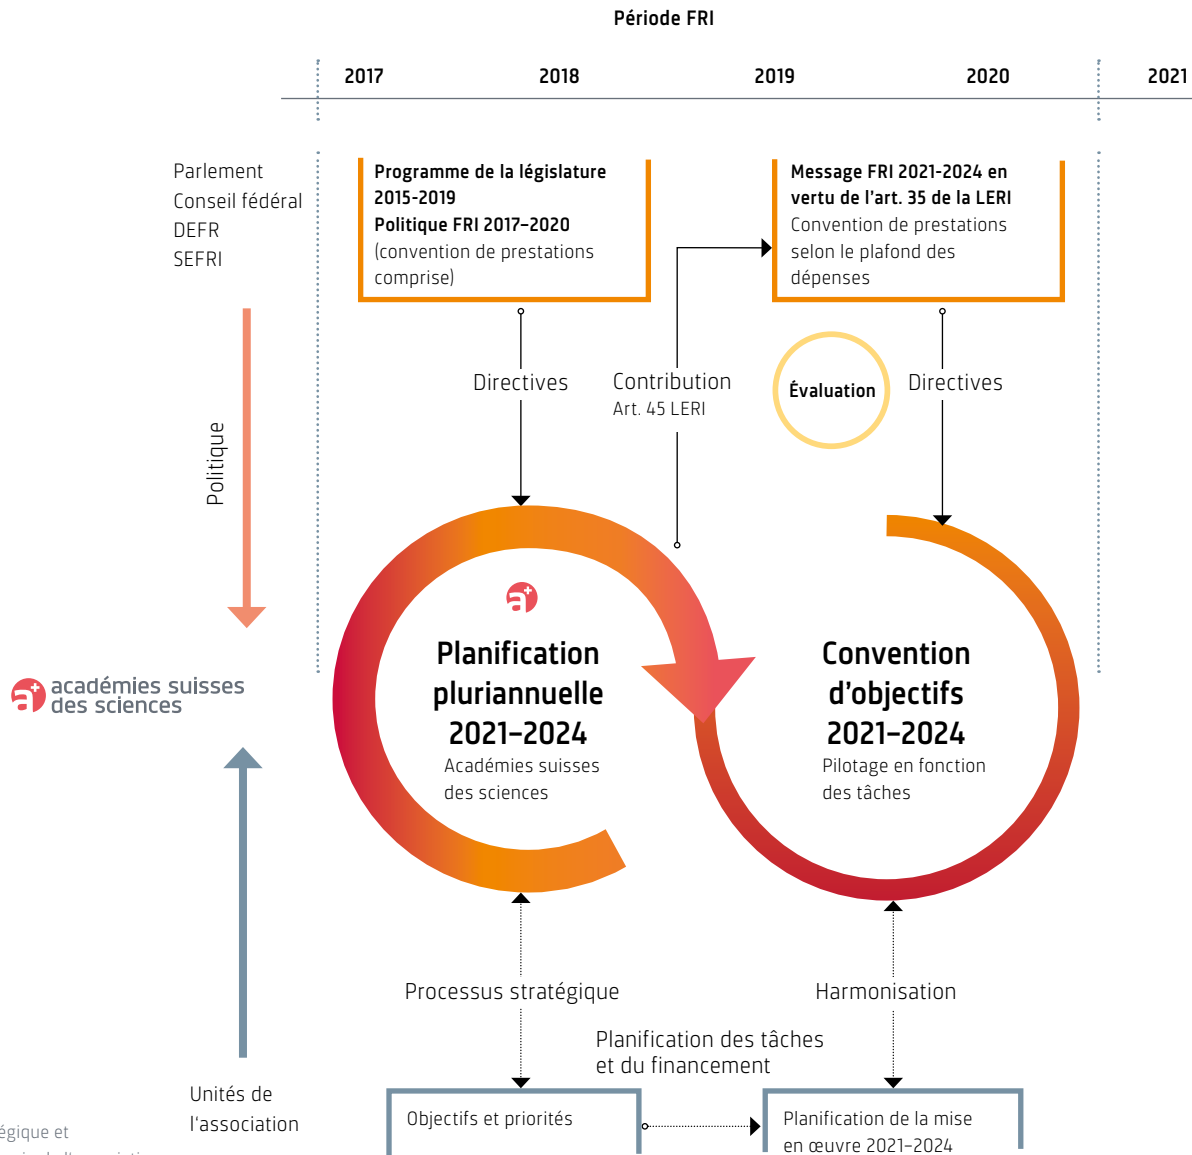 Période FRI
2017 2018 2019 2020 2021
Parlement
Conseil fédéral
DEFR
SEFRI
Programme de la législature
2015-2019
Politique FRI 2017–2020
(convention de prestations
comprise)
Message FRI 2021-2024 en
vertu de l'art. 35 de la LERI
Convention de prestations
selon le plafond des
dépenses
Directives
Contribution
Art. 45 LERI
Évaluation
Directives
Politique
a+
Planification
pluriannuelle
2021–2024
Académies suisses
des sciences
Convention
d'objectifs
2021–2024
Pilotage en fonction
des tâches
a+ académies suisses
des sciences
Processus stratégique
Harmonisation
Planification des tâches
et du financement
Unités de
l'association
Objectifs et priorités
Planification de la mise
en œuvre 2021–2024
égique et